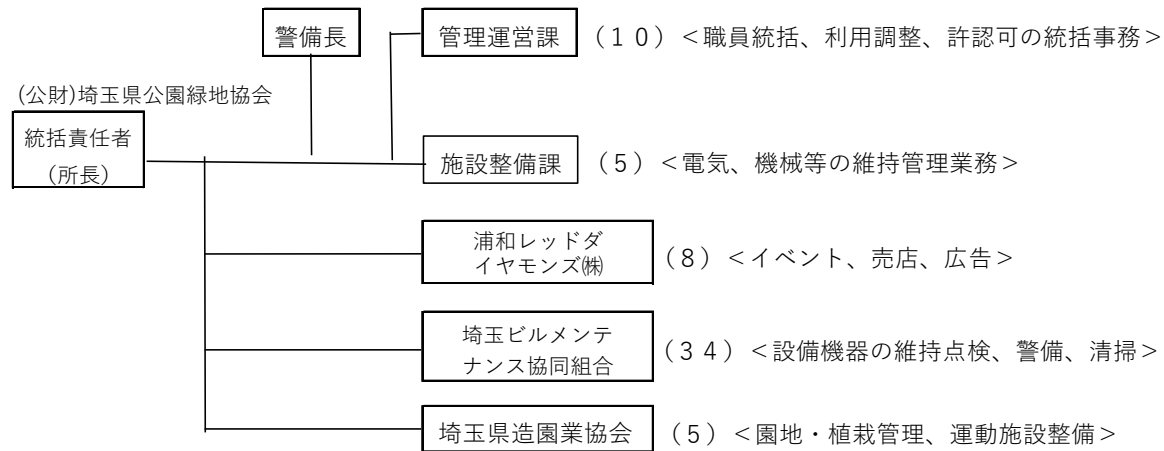 警備長
管理運営課 （１０）＜職員統括、利用調整、許認可の統括事務＞
(公財)埼玉県公園緑地協会
統括責任者
(所長)
施設整備課 （５）＜電気、機械等の維持管理業務＞
浦和レッドダ
イヤモンズ㈱
（８）＜イベント、売店、広告＞
埼玉ビルメンテ
ナンス協同組合
（３４）＜設備機器の維持点検、警備、清掃＞
埼玉県造園業協会 （５）＜園地・植栽管理、運動施設整備＞